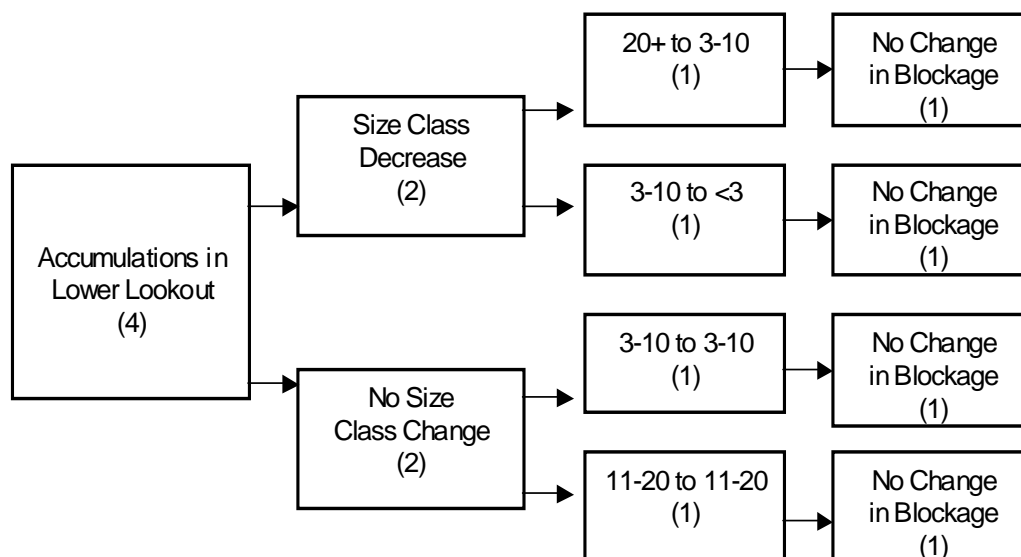 Accumulations in
Lower Lookout
(4)
Size Class
Decrease
(2)
20+ to 3-10
(1)
No Change
in Blockage
(1)
3-10 to <3
(1)
No Change
in Blockage
(1)
No Size
Class Change
(2)
3-10 to 3-10
(1)
No Change
in Blockage
(1)
11-20 to 11-20
(1)
No Change
in Blockage
(1)